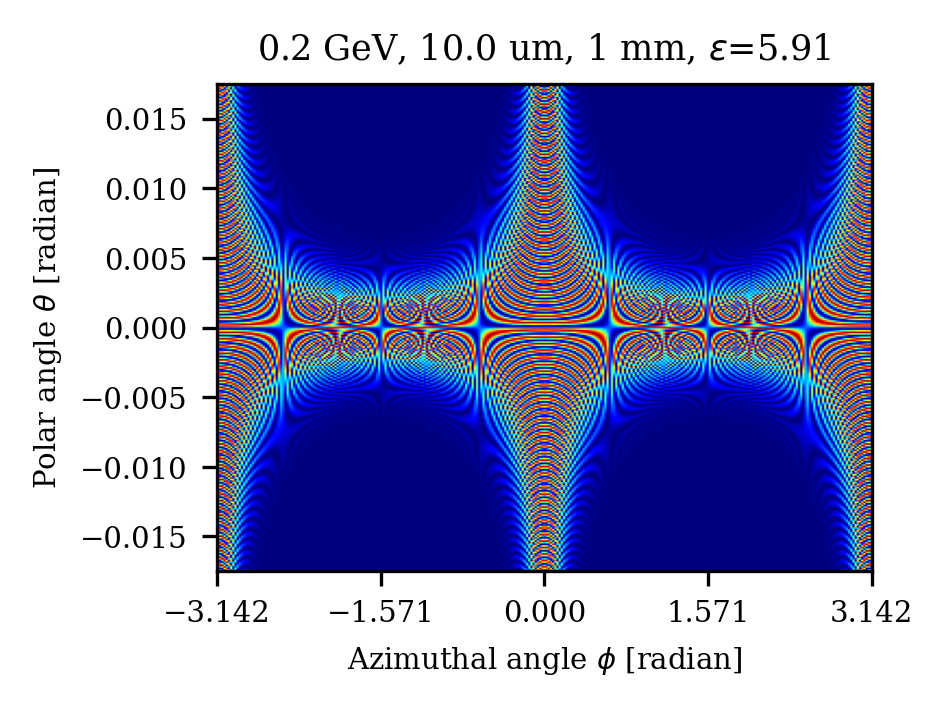 0.2 GeV, 10.0 um, 1 mm, ε=5.91
Polar angle θ [radian]
0.015
0.010
0.005
0.000
−0.005
−0.010
−0.015
−3.142 −1.571 0.000 1.571 3.142
Azimuthal angle ϕ [radian]